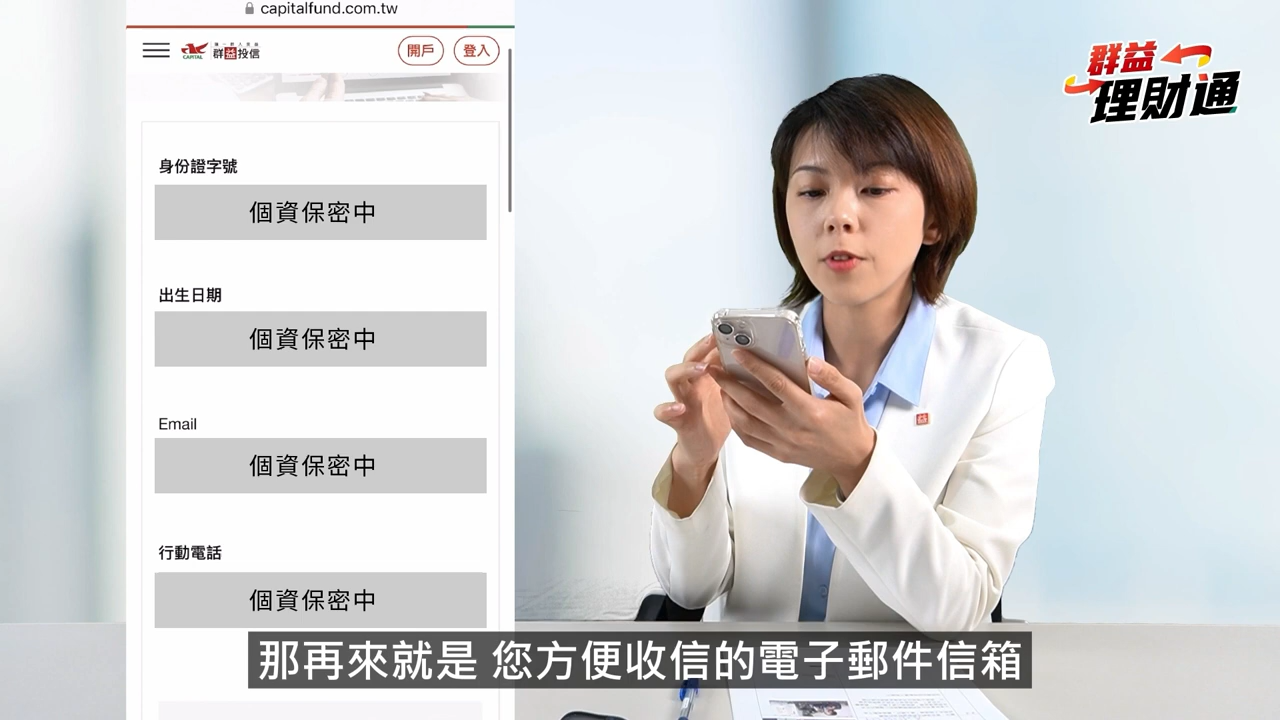 capitalfund.com.tw
CAPITAL
群益投信
開戶
登入
群益
理財通
身份證字號
個資保密中
出生日期
個資保密中
Email
個資保密中
行動電話
個資保密中
那再來就是 您方便收信的電子郵件信箱